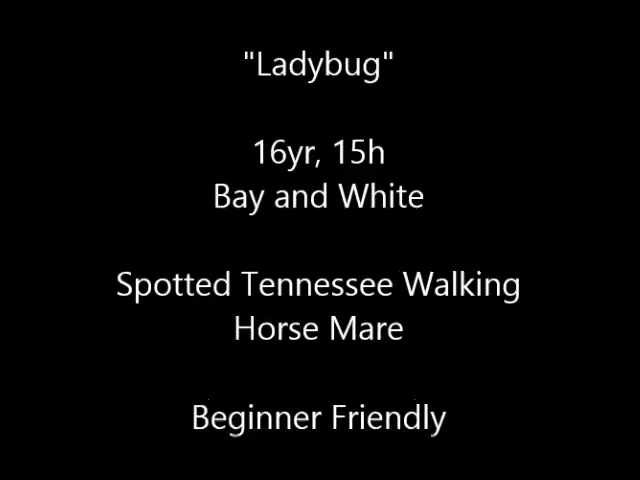 "Ladybug"
16yr, 15h
Bay and White
Spotted Tennessee Walking
Horse Mare
Beginner Friendly